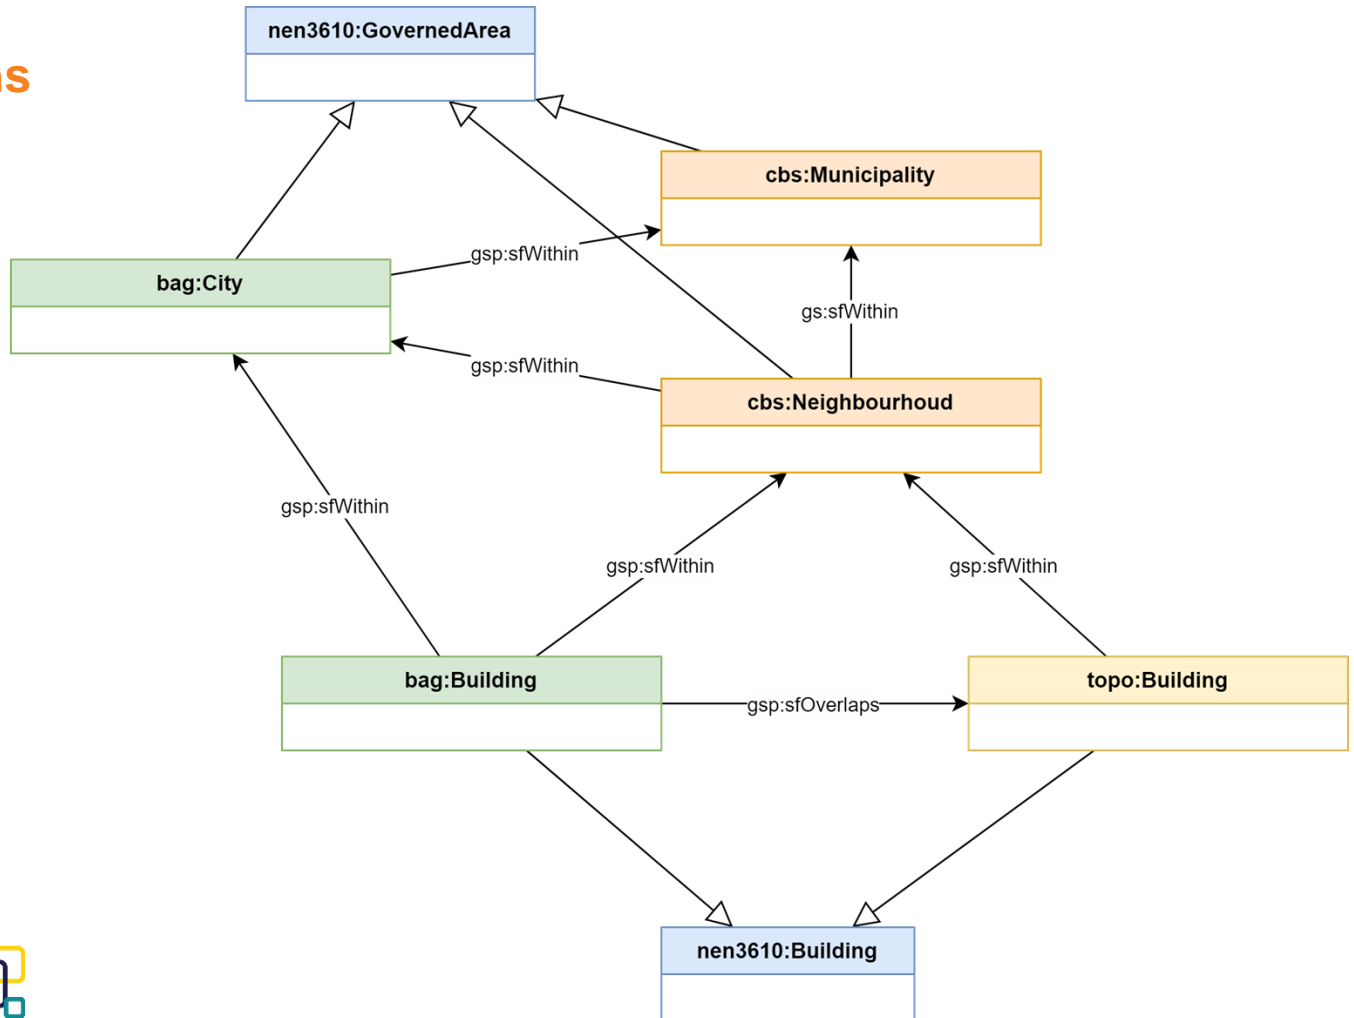 nen3610:GovernedArea
ns
cbs:Municipality
gsp:sfWithin
bag:City
gs:sfWithin
gsp:sfWithin
cbs:Neighbourhoud
gsp:sfWithin
gsp:sfWithin
gsp:sfWithin
bag:Building
topo:Building
gsp:sfOverlaps
nen3610:Building